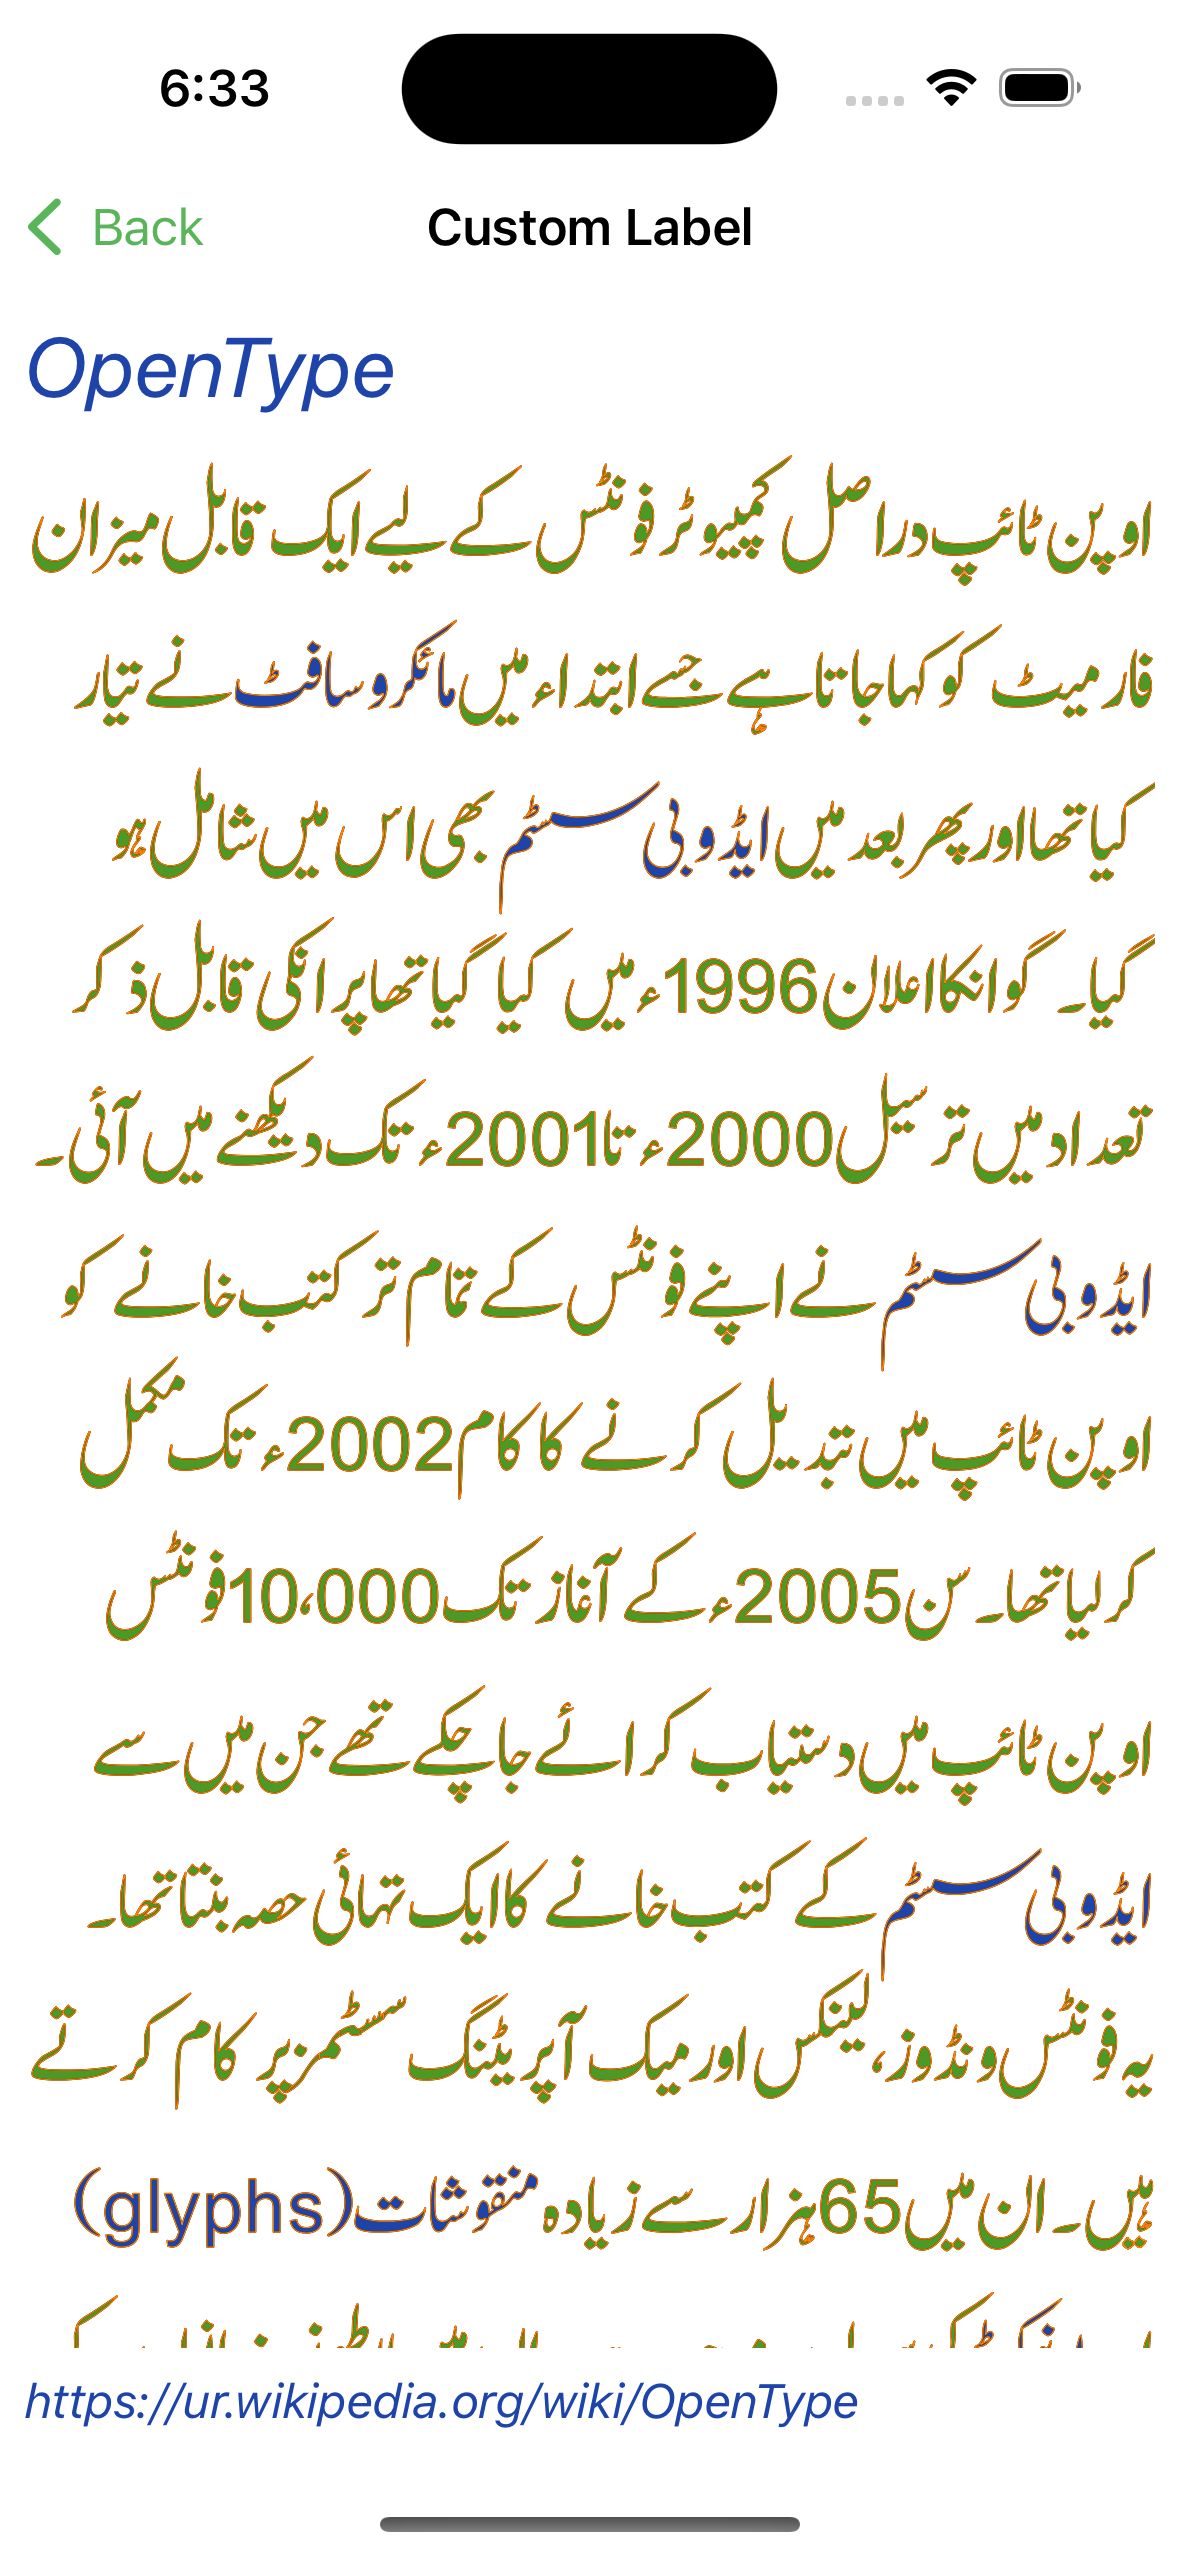 6:33
Back
Custom Label
OpenType
اوپن ٹائپ دراصل کمپیوٹر فونٹس کے لیے ایک قابل میزان
فارمیٹ کو کہا جاتا ہے جسے ابتداء میں مائکروسافٹ نے تیار
کیا تھا اور پھر بعد میں ایڈوبی سسٹم بھی اس میں شامل ہو
گیا۔ گو انکا اعلان 1996ء میں کیا گیا تھا پر انکی قابل ذکر
تعداد میں ترسیل 2000ء تا 2001ء تک دیکھنے میں آئی۔
ایڈوبی سسٹم نے اپنے فونٹس کے تمام تر کتب خانے کو
اوپن ٹائپ میں تبدیل کرنے کا کام 2002ء تک مکمل
کرلیا تھا۔ سن 2005ء کے آغاز تک 10،000 فونٹس
اوپن ٹائپ میں دستیاب کرائے جاچکے تھے جن میں سے
ایڈوبی سسٹم کے کتب خانے کا ایک تہائی حصہ بنتا تھا۔
یہ فونٹس ونڈوز، لینکس اور میک آپریٹنگ سسٹمز پر کام کرتے
ہیں۔ ان میں 65 ہزار سے زیادہ منقوشات (glyphs)
https://ur.wikipedia.org/wiki/OpenType